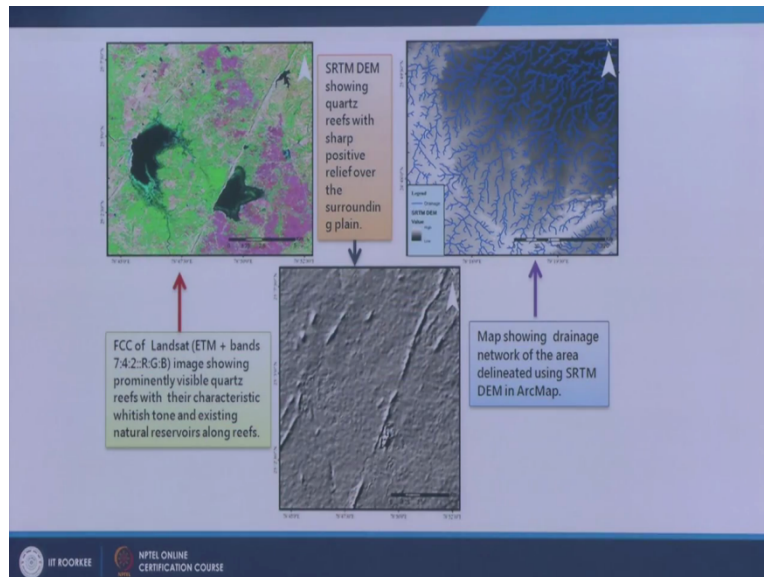 SRTM DEM
showing
quartz
reefs with
sharp
positive
relief over
the
surroundin
g plain.
Legend
Drainage
SRTM DEM
Value
FCC of Landsat (ETM + bands
7:4:2::R:G:B) image showing
prominently visible quartz
reefs with their characteristic
whitish tone and existing
natural reservoirs along reefs.
Map showing drainage
network of the area
delineated using SRTM
DEM in ArcMap.
IIT ROORKEE
NPTEL ONLINE
CERTIFICATION COURSE